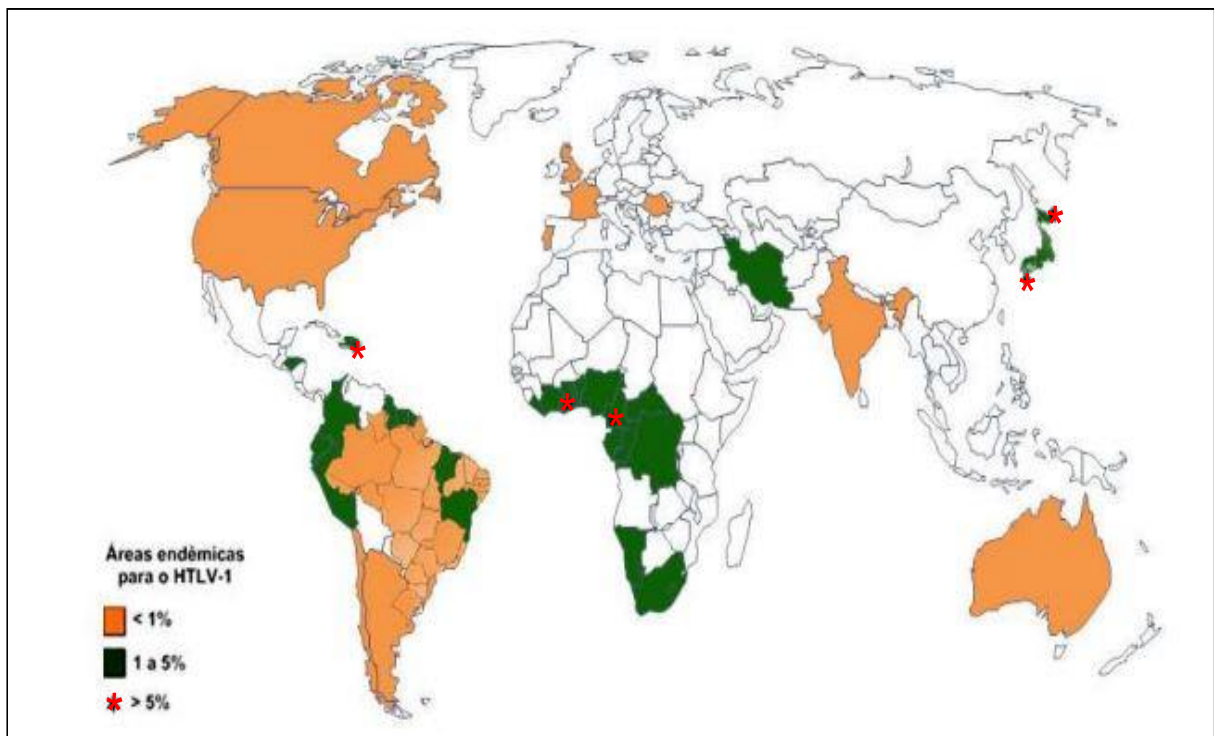 Áreas endêmicas
para o HTLV-1
< 1%
1 a 5%
* > 5%